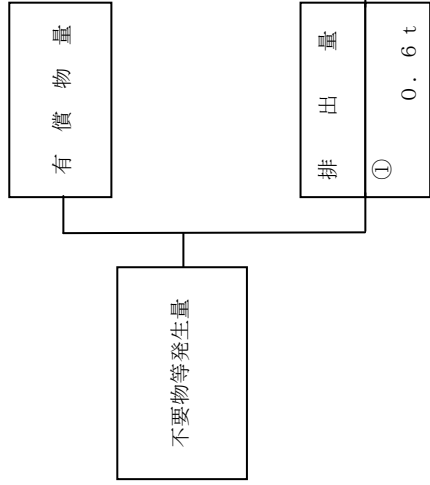 不要物等発生量
有償物量
排出量
①
0.6t